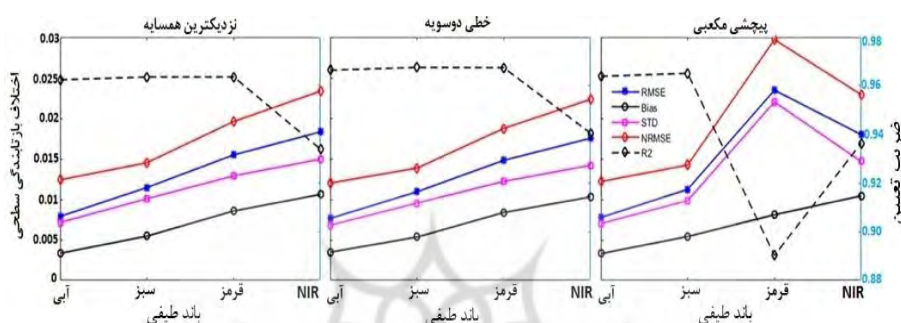 نزدیکترین همسایه
خطی دوسویه
پیچشی مکعبی
اختلاف بازتابندگی سطحی
0.03
0.025
0.02
0.015
0.01
0.005
0
آبی
سبز
قرمز
NIR
باند طیفی
آبی
سبز
قرمز
NIR
باند طیفی
RMSE
Bias
STD
NRMSE
R2
آبی
سبز
قرمز
NIR
باند طیفی
0.98
0.96
0.94
0.92
0.90
0.88
ضریب تعیین